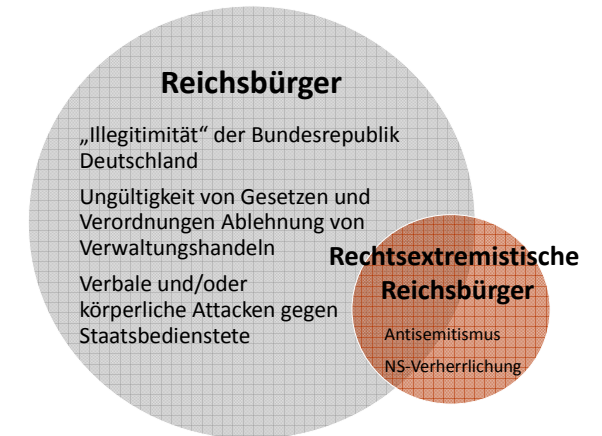 Reichsbürger
„Illegitimität“ der Bundesrepublik
Deutschland
Ungültigkeit von Gesetzen und
Verordnungen Ablehnung von
Verwaltungshandeln
Verbale und/oder
körperliche Attacken gegen
Staatsbedienstete
Rechtsextremistische
Reichsbürger
Antisemitismus
NS-Verherrlichung